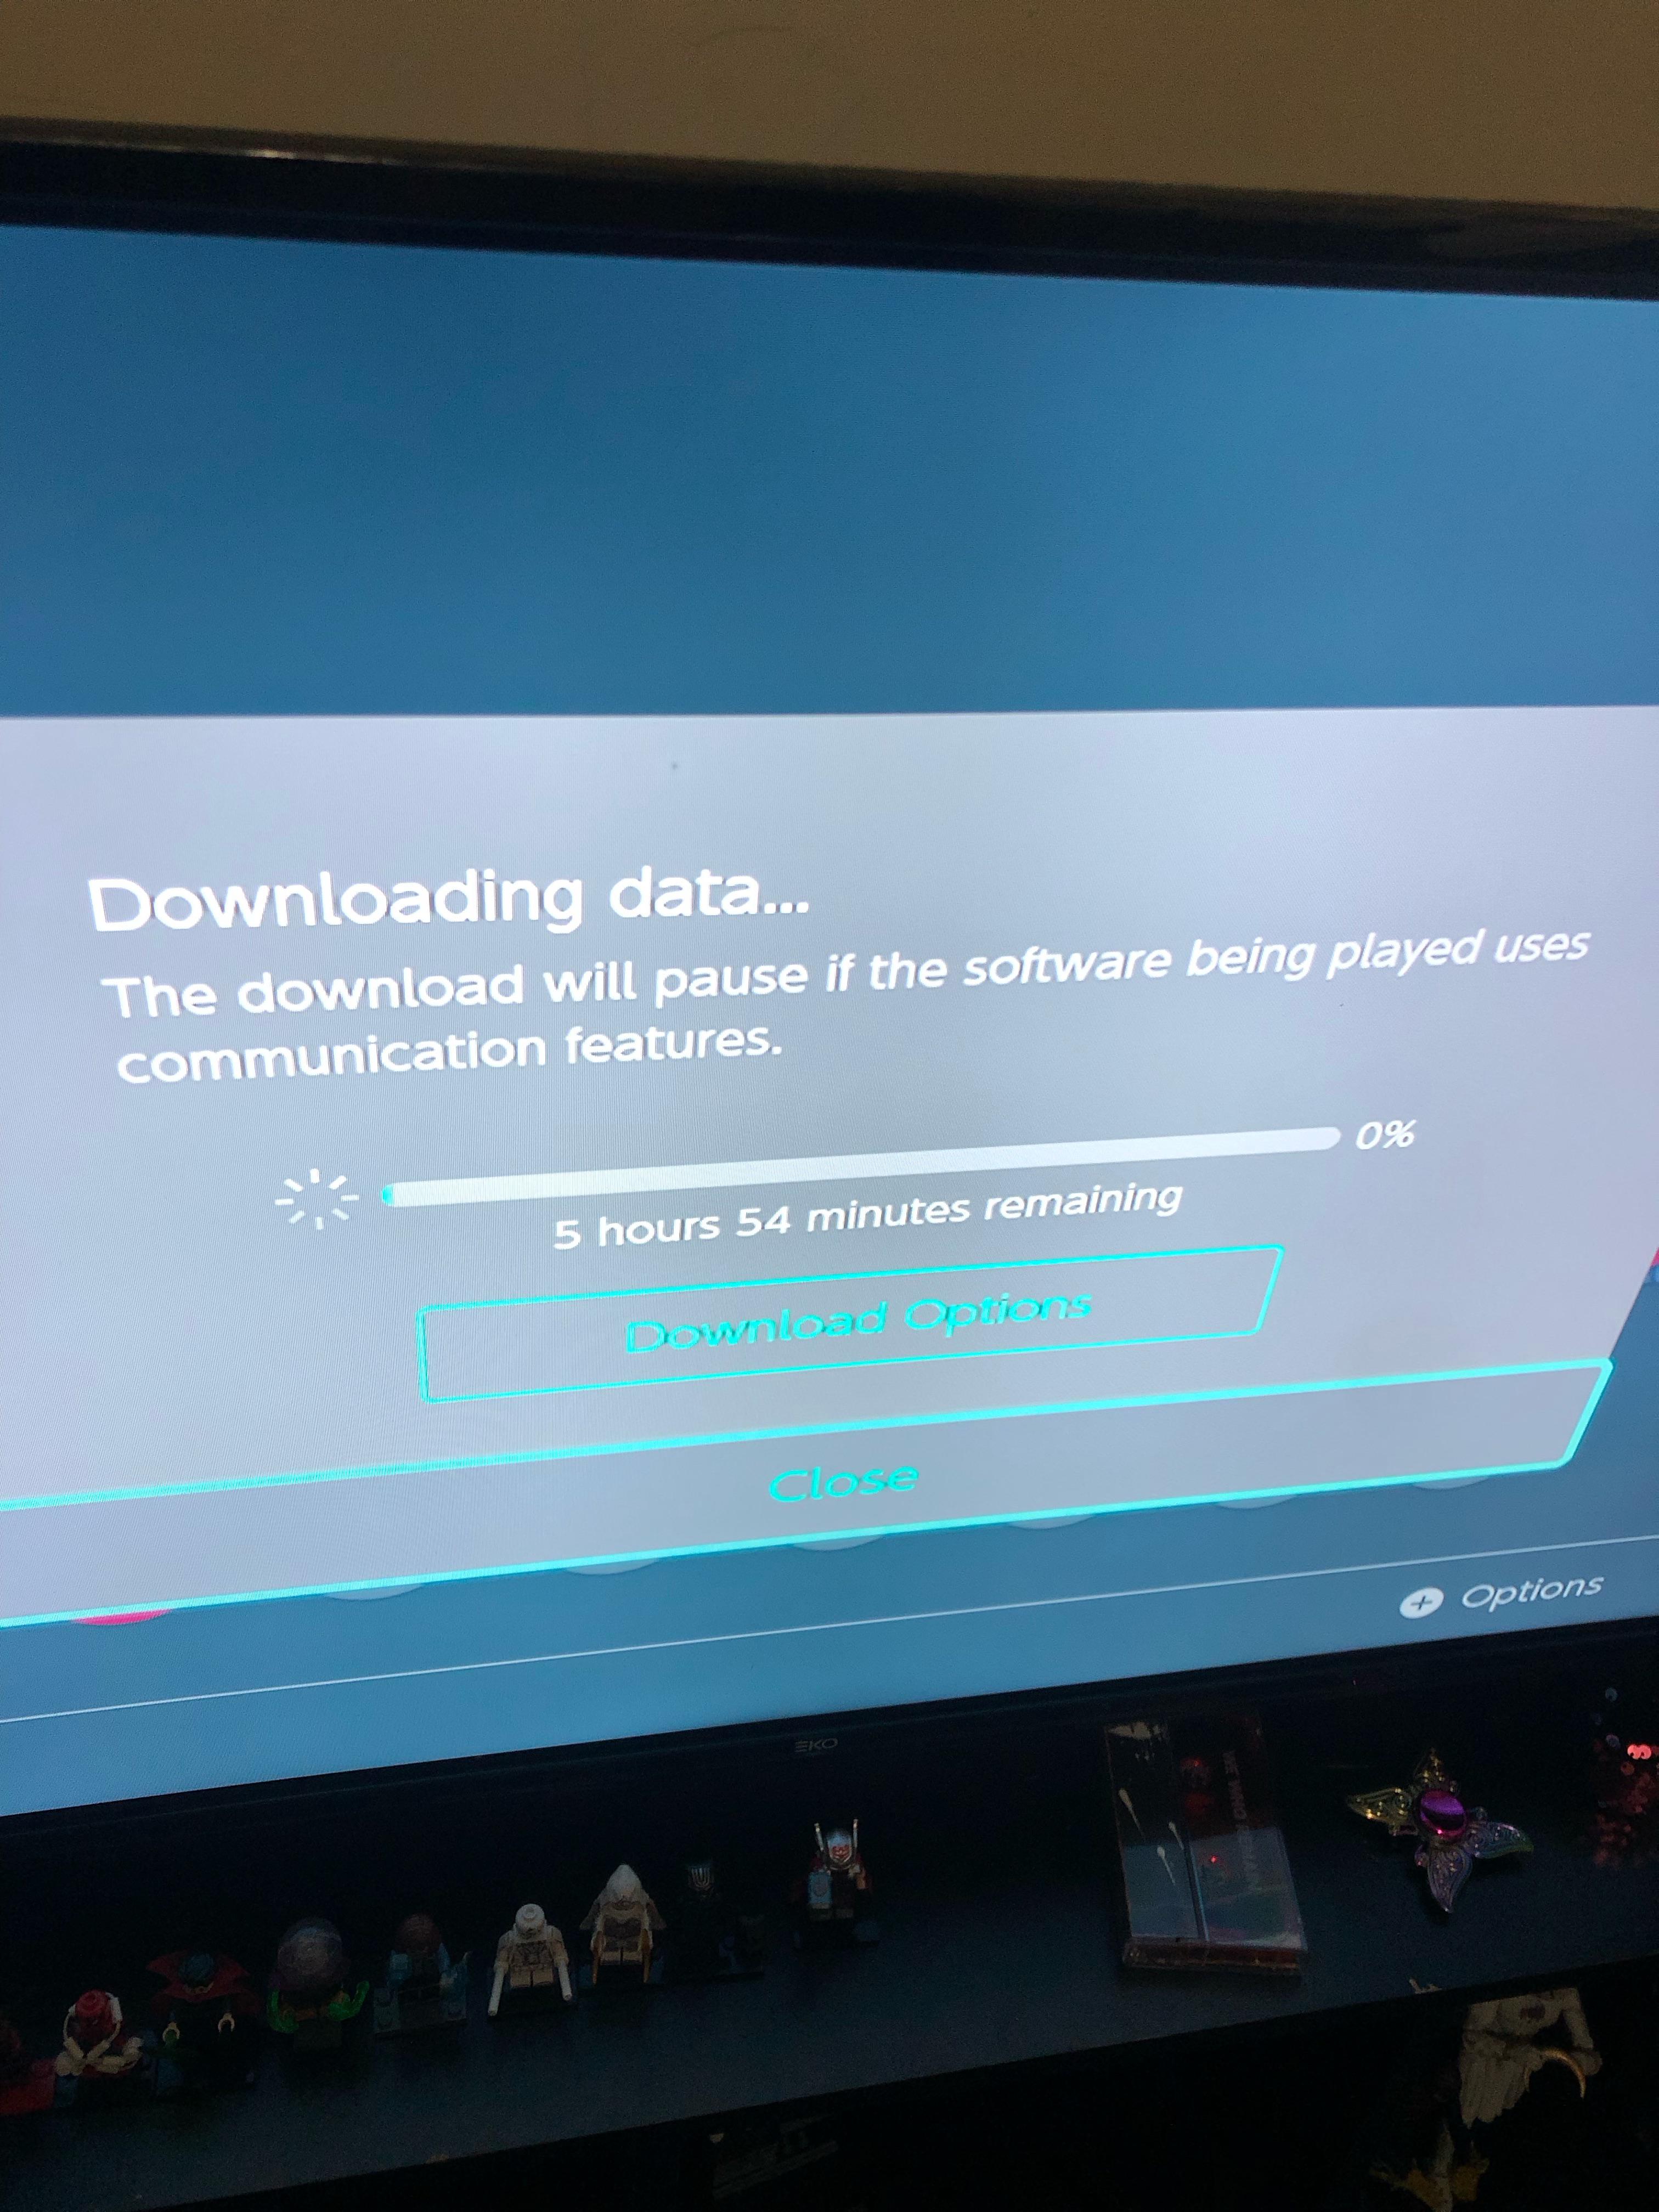 Downloading data...
The download will pause if the software being played uses
communication features.
0%
5 hours 54 minutes remaining
Download Options
Close
+ Options
EKO